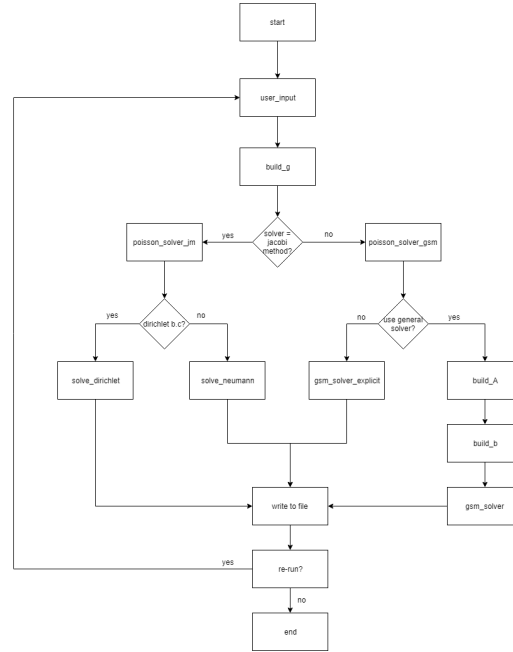 start
user_input
build_g
solver =
jacobi
method?
yes
no
poisson_solver_jm
poisson_solver_gsm
dirichlet b.c?
yes
no
use general
solver?
no
yes
solve_dirichlet
solve_neumann
gsm_solver_explicit
build_A
build_b
write to file
gsm_solver
re-run?
yes
no
end